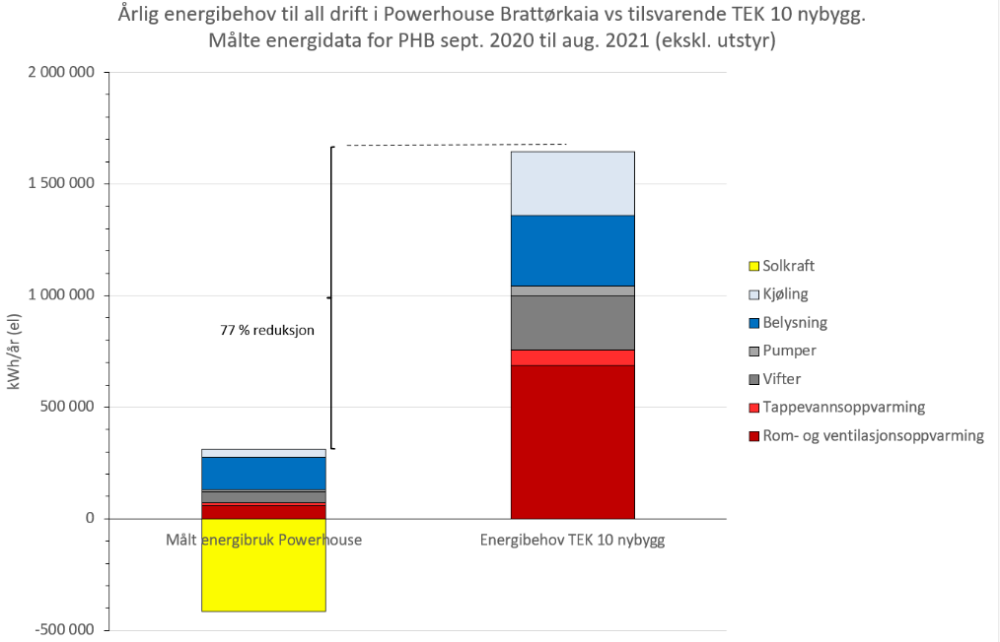 Årlig energibehov til all drift i Powerhouse Brattørkaia vs tilsvarende TEK 10 nybygg.
Målte energidata for PHB sept. 2020 til aug. 2021 (ekskl. utstyr)
kWh/år (el)
2 000 000
1 500 000
1 000 000
500 000
0
-500 000
77 % reduksjon
Målt energibruk Powerhouse
Energibehov TEK 10 nybygg
Solkraft
Kjøling
Belysning
Pumper
Vifter
Tappevannsoppvarming
Rom- og ventilasjonsoppvarming